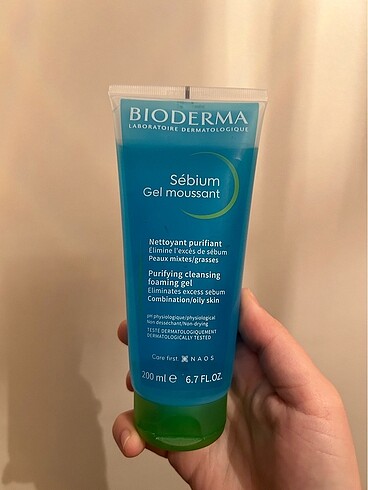 BIODERMA
LABORATOIRE DERMATOLOGIQUE
Sébium
Gel moussant
Nettoyant purifiant
Élimine l'excès de sébum
Peaux mixtes/grasses
Purifying cleansing
foaming gel
Eliminates excess sebum
Combination/oily skin
pH physiologique/physiological
Non desséchant/Non-drying
TESTÉ DERMATOLOGIQUEMENT
DERMATOLOGICALLY TESTED
Care first NAOS
200 ml e 6.7 FL.OZ.